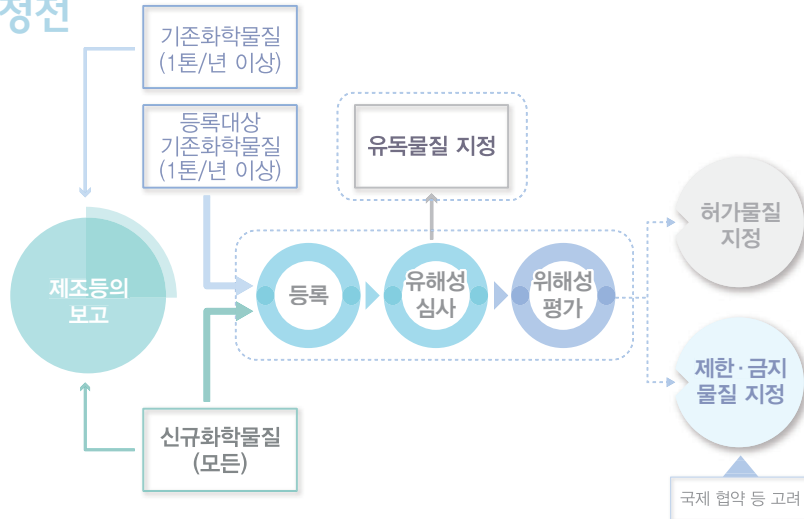 정전
기존화학물질
(1톤/년 이상)
등록대상
기존화학물질
(1톤/년 이상)
유독물질 지정
허가물질
지정
제조등의
보고
등록
유해성
심사
위해성
평가
제한·금지
물질 지정
신규화학물질
(모든)
국제 협약 등 고려